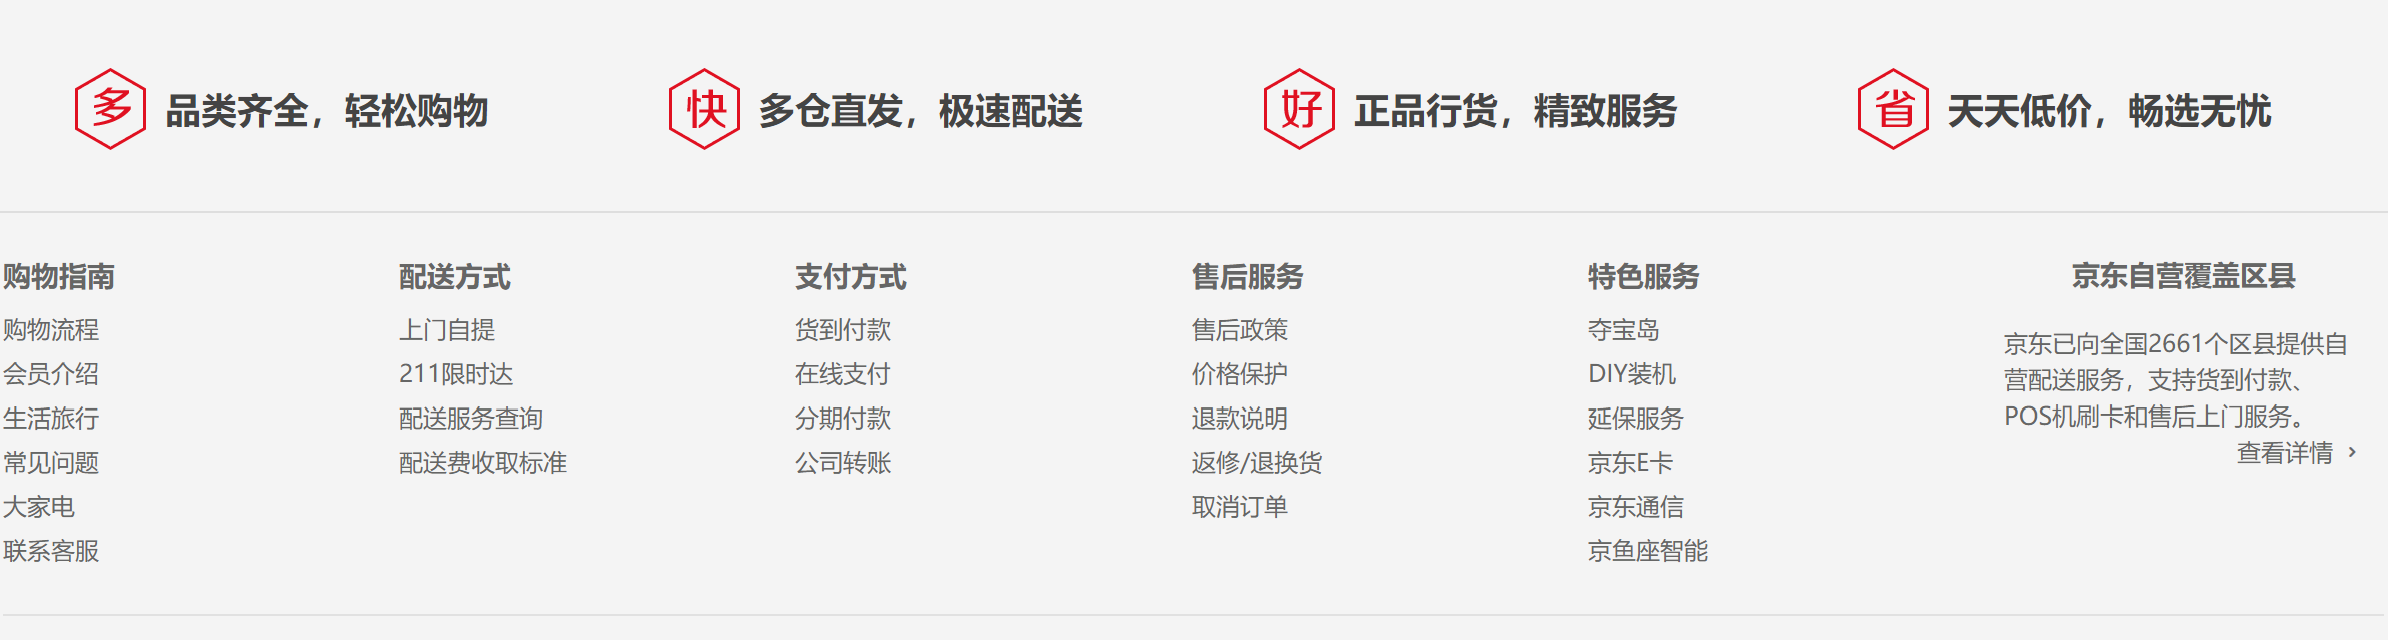 多 品类齐全，轻松购物
快 多仓直发，极速配送
好 正品行货，精致服务
省 天天低价，畅选无忧
购物指南
购物流程
会员介绍
生活旅行
常见问题
大家电
联系客服
配送方式
上门自提
211限时达
配送服务查询
配送费收取标准
支付方式
货到付款
在线支付
分期付款
公司转账
售后服务
售后政策
价格保护
退款说明
返修/退换货
取消订单
特色服务
夺宝岛
DIY装机
延保服务
京东E卡
京东通信
京鱼座智能
京东自营覆盖区县
京东已向全国2661个区县提供自
营配送服务，支持货到付款、
POS机刷卡和售后上门服务。
查看详情 ›